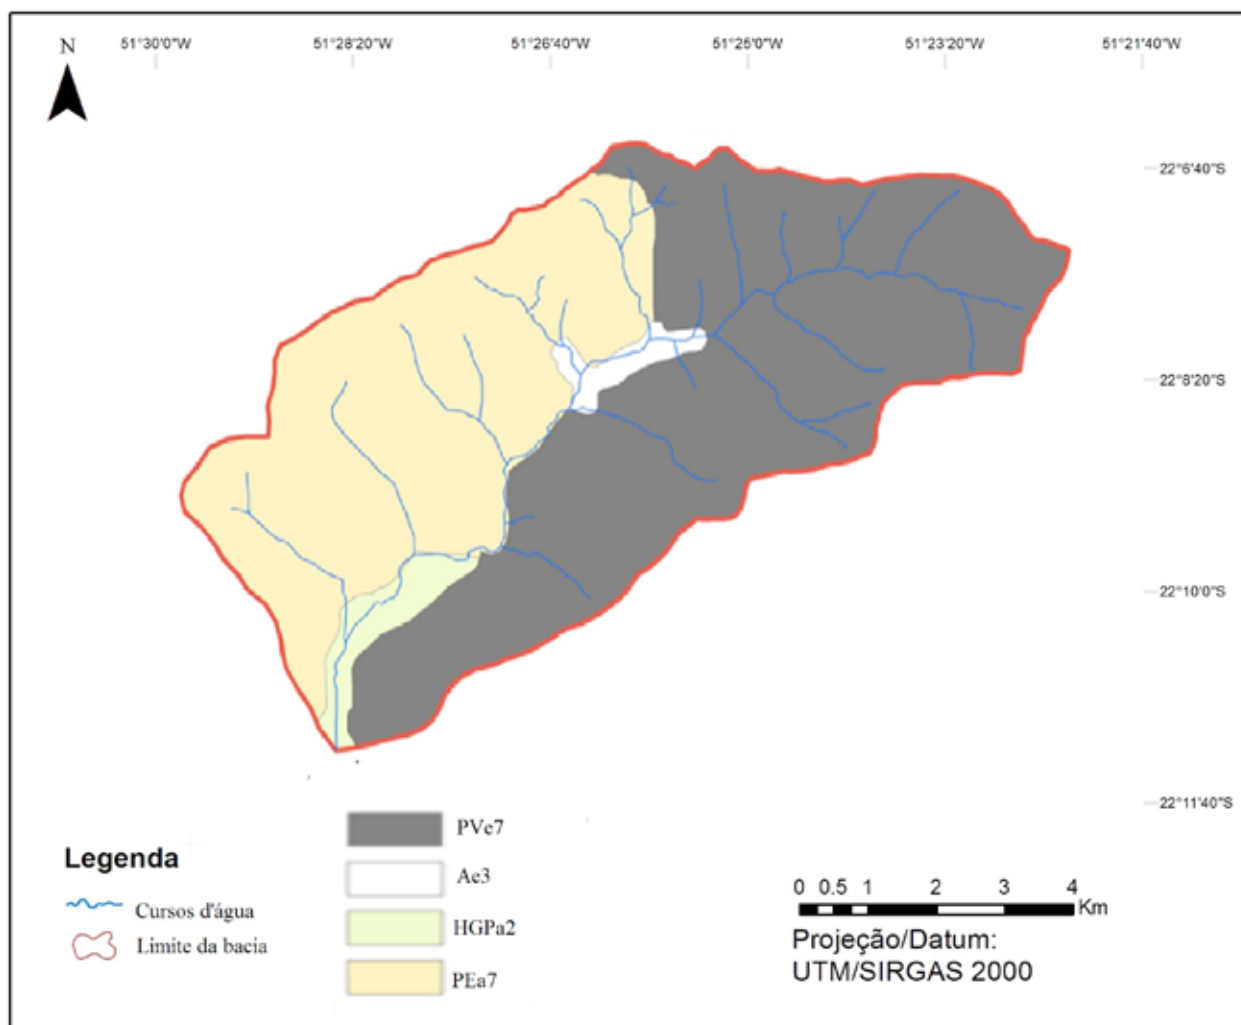 N
51°30'0"W 51°28'20"W 51°26'40"W 51°25'0"W 51°23'20"W 51°21'40"W
22°6'40"S
22°8'20"S
22°10'0"S
22°11'40"S
Legenda
Cursos d'água
Limite da bacia
PVe7
Ae3
HGPa2
PEa7
0 0.5 1 2 3 4
Km
Projeção/Datum:
UTM/SIRGAS 2000